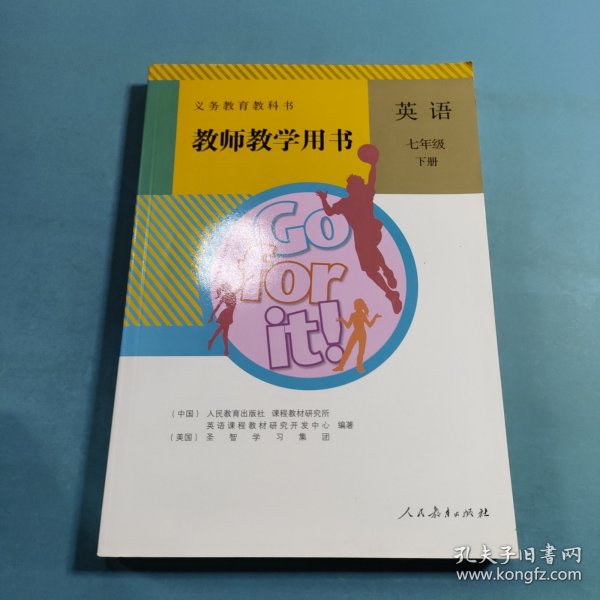 义务教育教科书
教师教学用书
英语
七年级
下册
Go
for
it!
（中国）人民教育出版社 课程教材研究所
英语课程教材研究开发中心 编著
（美国）圣智学习集团
人民教育出版社
孔夫子旧书网
www.kongfz.com